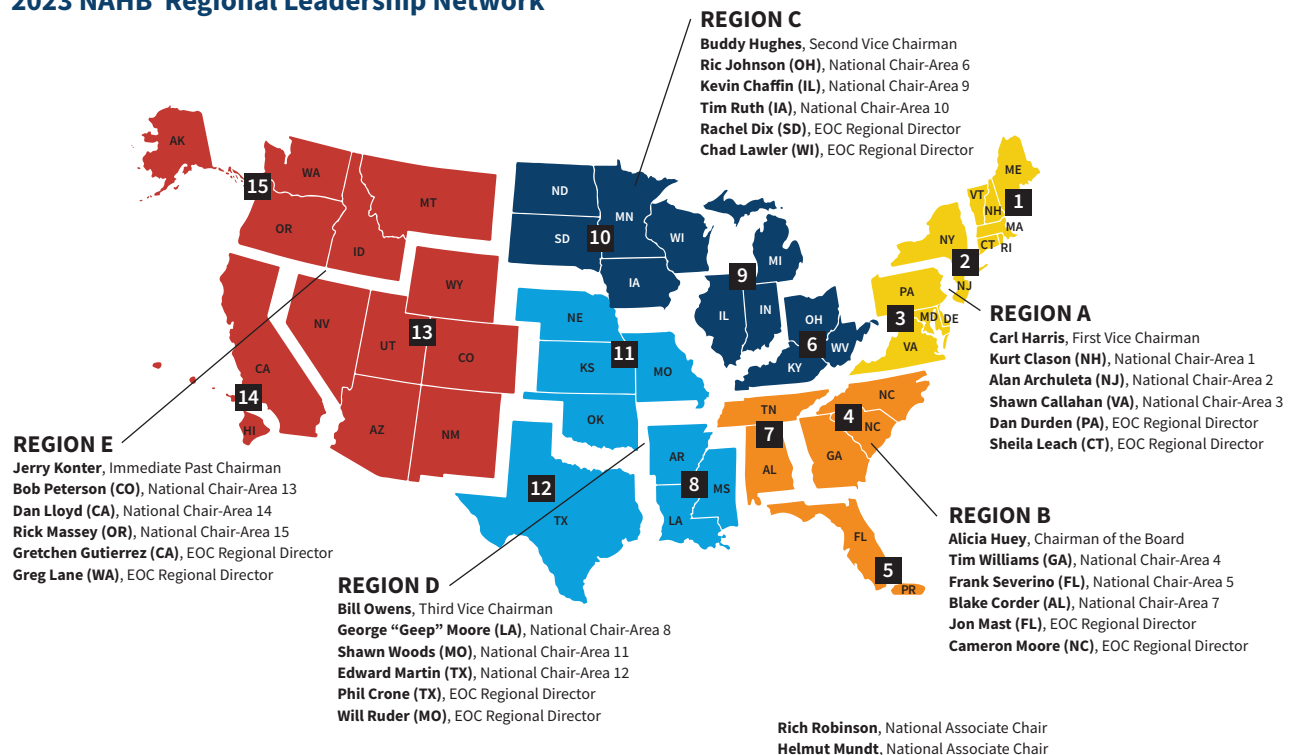 2023 NAHB Regional Leadership Network
REGION C
Buddy Hughes, Second Vice Chairman
Ric Johnson (OH), National Chair-Area 6
Kevin Chaffin (IL), National Chair-Area 9
Tim Ruth (IA), National Chair-Area 10
Rachel Dix (SD), EOC Regional Director
Chad Lawler (WI), EOC Regional Director
AK
15
WA
MT
OR
ID
WY
NV
UT
13
CO
CA
14
HI
AZ
NM
ND
MN
SD
10
WI
IA
9
MI
IL
IN
OH
6
WV
KY
NE
11
KS
MO
OK
12
TX
AR
8
MS
LA
TN
7
AL
4
NC
NC
GA
FL
5
PR
ME
VT
NH
1
MA
NY
CT
RI
2
NJ
PA
3
MD
DE
VA
REGION A
Carl Harris, First Vice Chairman
Kurt Clason (NH), National Chair-Area 1
Alan Archuleta (NJ), National Chair-Area 2
Shawn Callahan (VA), National Chair-Area 3
Dan Durden (PA), EOC Regional Director
Sheila Leach (CT), EOC Regional Director
REGION E
Jerry Konter, Immediate Past Chairman
Bob Peterson (CO), National Chair-Area 13
Dan Lloyd (CA), National Chair-Area 14
Rick Massey (OR), National Chair-Area 15
Gretchen Gutierrez (CA), EOC Regional Director
Greg Lane (WA), EOC Regional Director
REGION B
Alicia Huey, Chairman of the Board
Tim Williams (GA), National Chair-Area 4
Frank Severino (FL), National Chair-Area 5
Blake Corder (AL), National Chair-Area 7
Jon Mast (FL), EOC Regional Director
Cameron Moore (NC), EOC Regional Director
REGION D
Bill Owens, Third Vice Chairman
George “Geep” Moore (LA), National Chair-Area 8
Shawn Woods (MO), National Chair-Area 11
Edward Martin (TX), National Chair-Area 12
Phil Crone (TX), EOC Regional Director
Will Ruder (MO), EOC Regional Director
Rich Robinson, National Associate Chair
Helmut Mundt, National Associate Chair